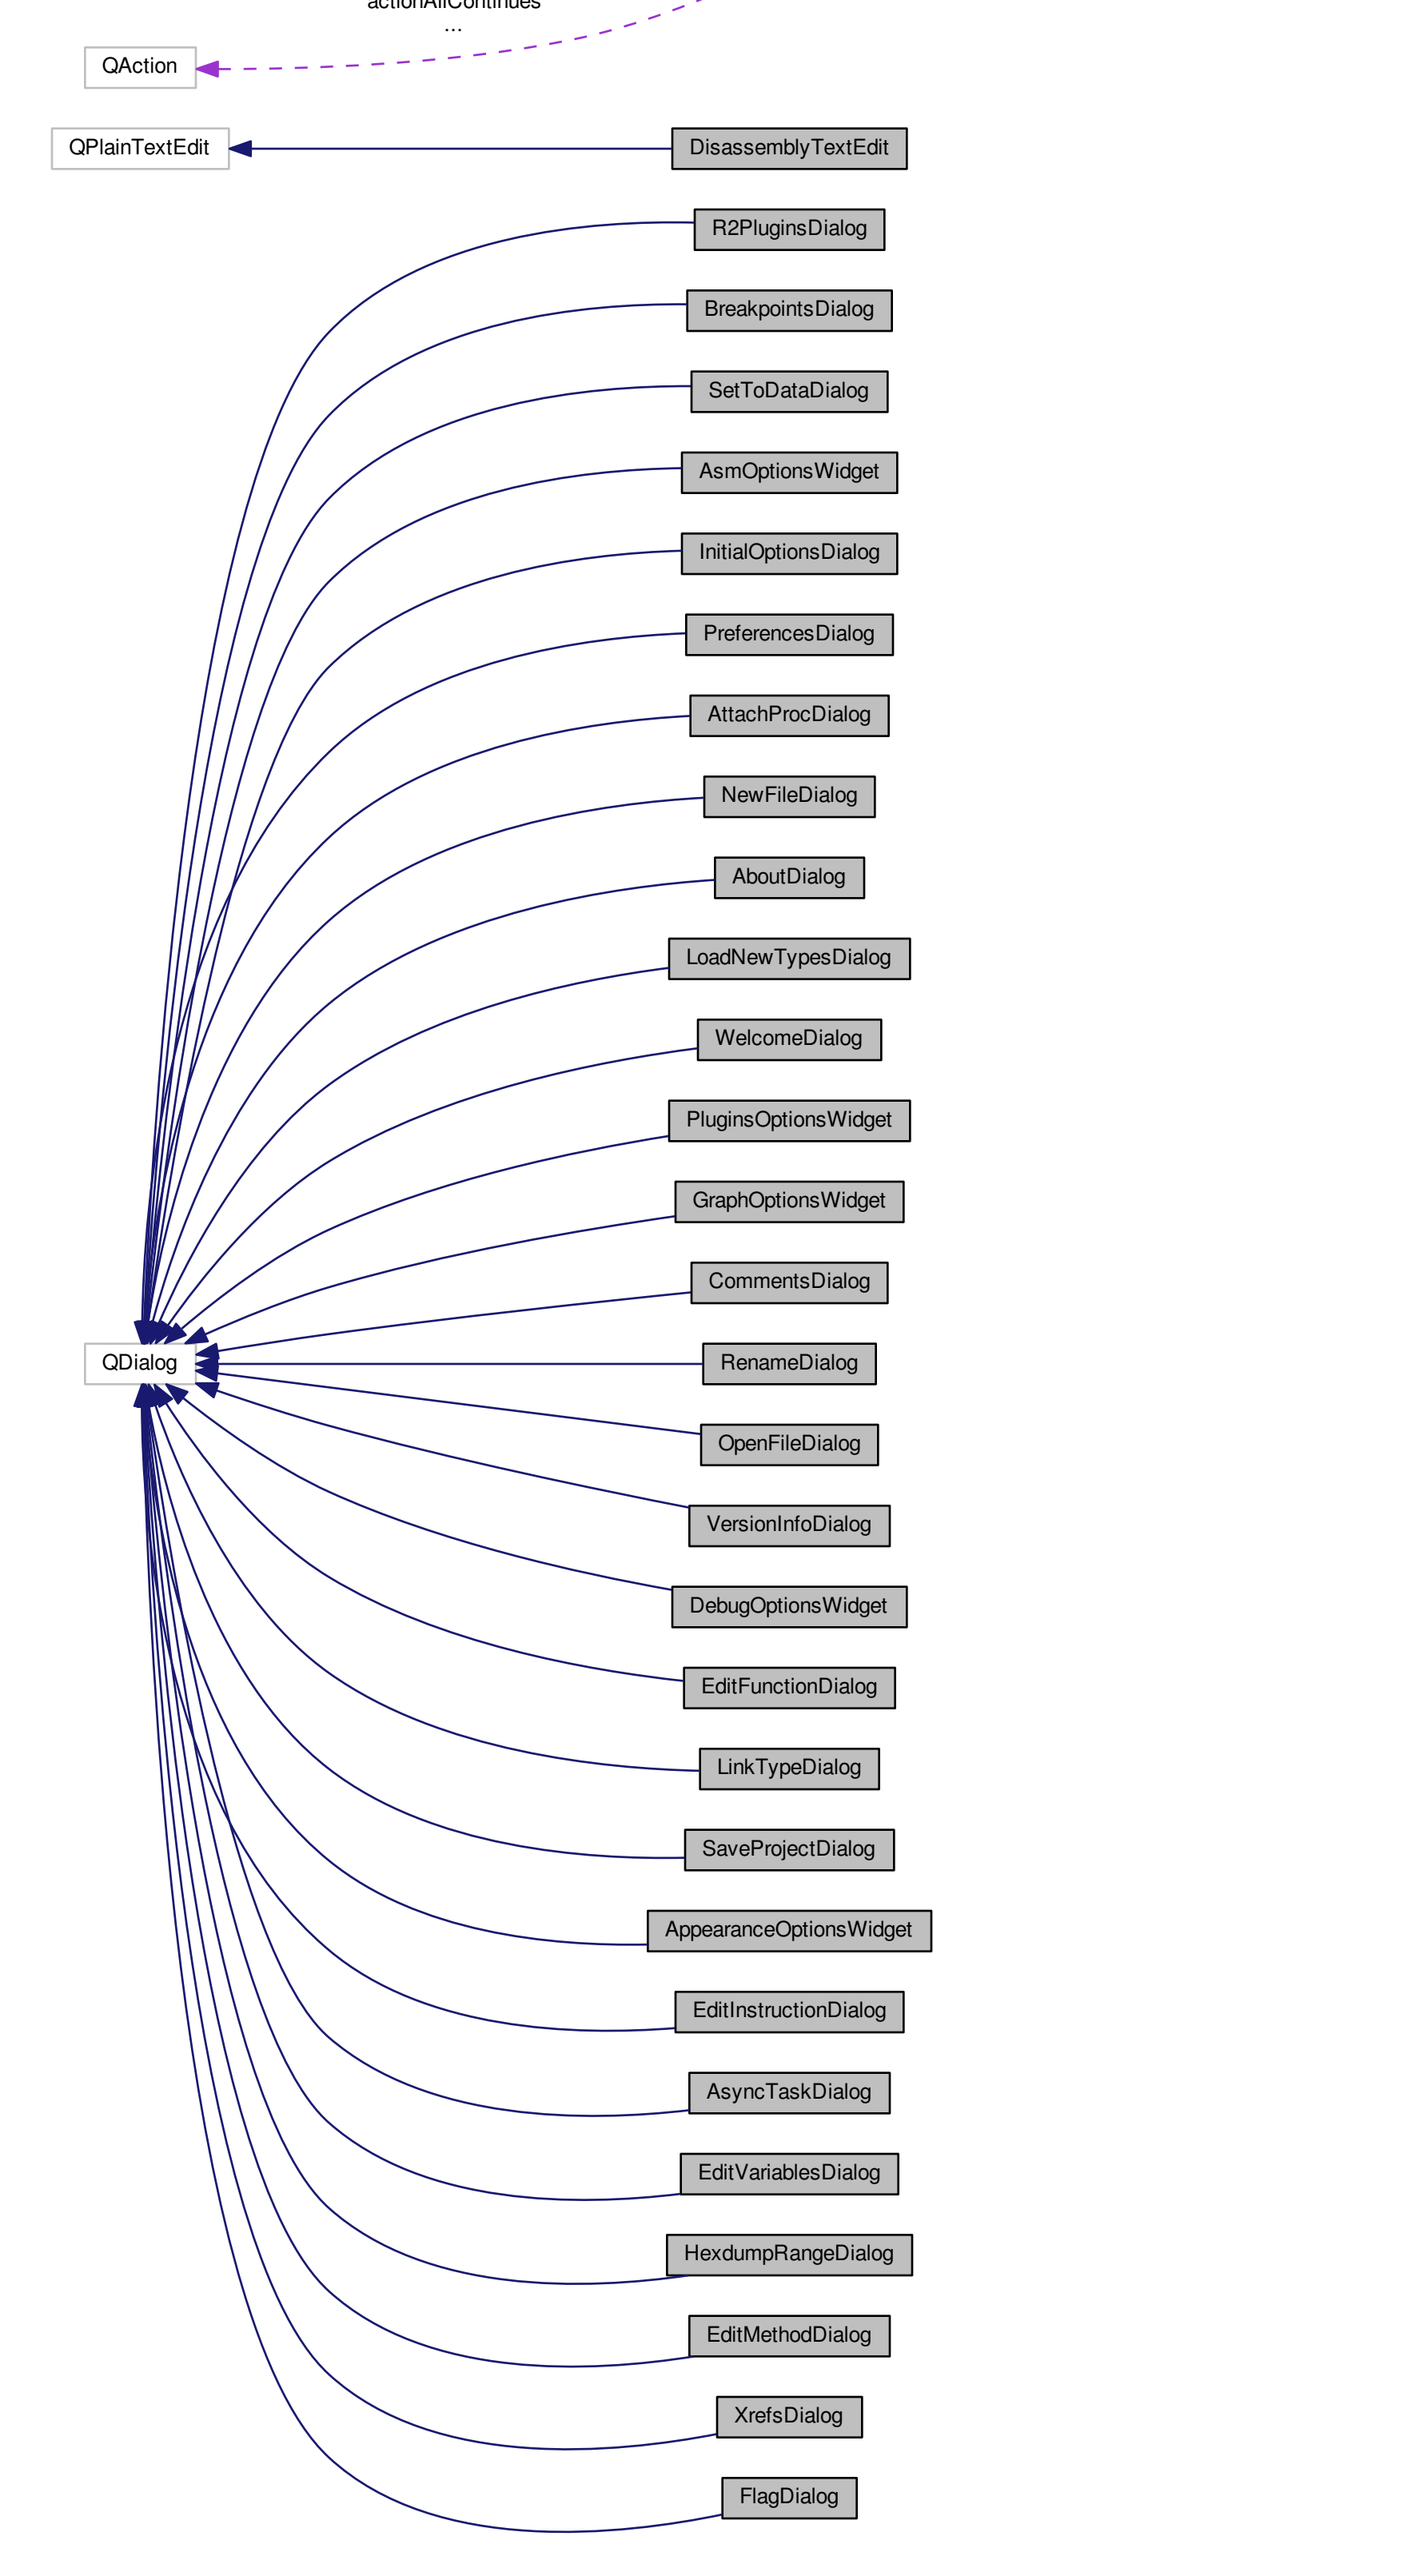 actionAllContinues
...
QAction
QPlainTextEdit
DisassemblyTextEdit
R2PluginsDialog
BreakpointsDialog
SetToDataDialog
AsmOptionsWidget
InitialOptionsDialog
PreferencesDialog
AttachProcDialog
NewFileDialog
AboutDialog
LoadNewTypesDialog
WelcomeDialog
PluginsOptionsWidget
GraphOptionsWidget
CommentsDialog
QDialog
RenameDialog
OpenFileDialog
VersionInfoDialog
DebugOptionsWidget
EditFunctionDialog
LinkTypeDialog
SaveProjectDialog
AppearanceOptionsWidget
EditInstructionDialog
AsyncTaskDialog
EditVariablesDialog
HexdumpRangeDialog
EditMethodDialog
XrefsDialog
FlagDialog